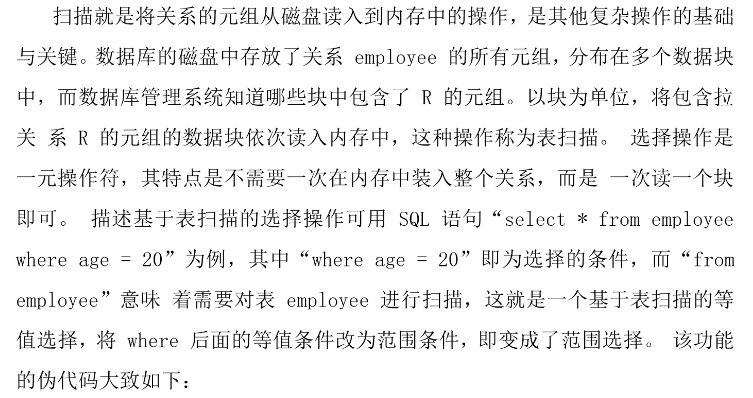 扫描就是将关系的元组从磁盘读入到内存中的操作，是其他复杂操作的基础
与关键。数据库的磁盘中存放了关系 employee 的所有元组，分布在多个数据块
中，而数据库管理系统知道哪些块中包含了 R 的元组。以块为单位，将包含拉
关 系 R 的元组的数据块依次读入内存中，这种操作称为表扫描。 选择操作是
一元操作符，其特点是不需要一次在内存中装入整个关系，而是 一次读一个块
即可。 描述基于表扫描的选择操作可用 SQL 语句“select * from employee
where age = 20”为例，其中“where age = 20”即为选择的条件，而“from
employee”意味 着需要对表 employee 进行扫描，这就是一个基于表扫描的等
值选择，将 where 后面的等值条件改为范围条件，即变成了范围选择。 该功能
的伪代码大致如下：